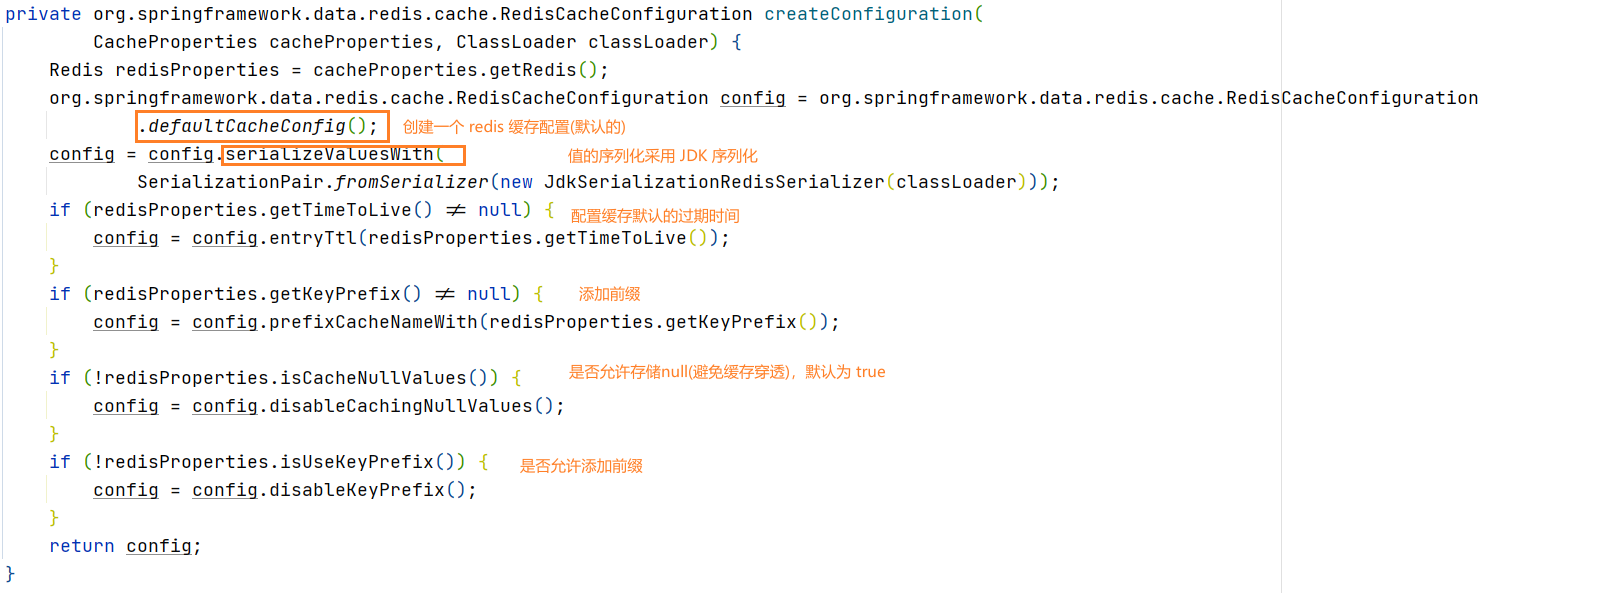 private org.springframework.data.redis.cache.RedisCacheConfiguration createConfiguration(
        CacheProperties cacheProperties, ClassLoader classLoader) {
    Redis redisProperties = cacheProperties.getRedis();
    org.springframework.data.redis.cache.RedisCacheConfiguration config = org.springframework.data.redis.cache.RedisCacheConfiguration
            .defaultCacheConfig(); 创建一个 redis 缓存配置(默认的)
    config = config.serializeValuesWith( 值的序列化采用 JDK 序列化
            SerializationPair.fromSerializer(new JdkSerializationRedisSerializer(classLoader)));
    if (redisProperties.getTimeToLive() ≠ null) { 配置缓存默认的过期时间
        config = config.entryTtl(redisProperties.getTimeToLive());
    }
    if (redisProperties.getKeyPrefix() ≠ null) { 添加前缀
        config = config.prefixCacheNameWith(redisProperties.getKeyPrefix());
    }
    if (!redisProperties.isCacheNullValues()) { 是否允许存储null(避免缓存穿透)，默认为 true
        config = config.disableCachingNullValues();
    }
    if (!redisProperties.isUseKeyPrefix()) { 是否允许添加前缀
        config = config.disableKeyPrefix();
    }
    return config;
}